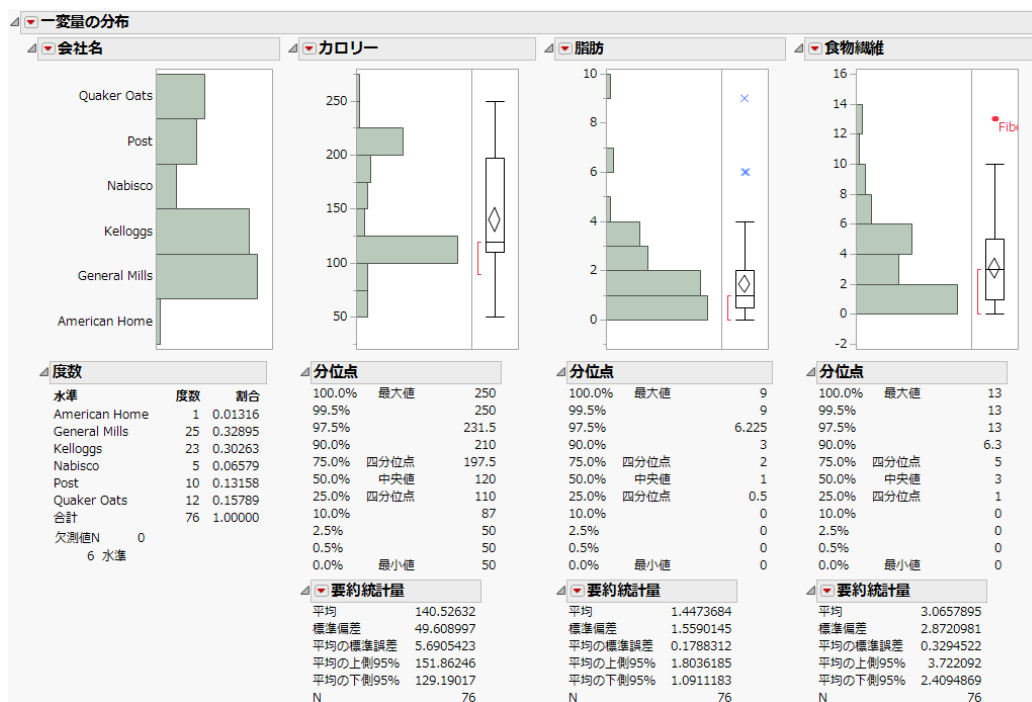 一変量の分布
会社名
Quaker Oats
Post
Nabisco
Kelloggs
General Mills
American Home
度数
水準 度数 割合
American Home 1 0.01316
General Mills 25 0.32895
Kelloggs 23 0.30263
Nabisco 5 0.06579
Post 10 0.13158
Quaker Oats 12 0.15789
合計 76 1.00000
欠測値N 0
6 水準
カロリー
250
200
150
100
50
分位点
100.0% 最大値 250
99.5% 250
97.5% 231.5
90.0% 210
75.0% 四分位点 197.5
50.0% 中央値 120
25.0% 四分位点 110
10.0% 87
2.5% 50
0.5% 50
0.0% 最小値 50
要約統計量
平均 140.52632
標準偏差 49.608997
平均の標準誤差 5.6905423
平均の上側95% 151.86246
平均の下側95% 129.19017
N 76
脂肪
10
8
6
4
2
0
分位点
100.0% 最大値 9
99.5% 9
97.5% 6.225
90.0% 3
75.0% 四分位点 2
50.0% 中央値 1
25.0% 四分位点 0.5
10.0% 0
2.5% 0
0.5% 0
0.0% 最小値 0
要約統計量
平均 1.4473684
標準偏差 1.5590145
平均の標準誤差 0.1788312
平均の上側95% 1.8036185
平均の下側95% 1.0911183
N 76
食物繊維
16
14
12
10
8
6
4
2
0
-2
Fib
分位点
100.0% 最大値 13
99.5% 13
97.5% 13
90.0% 6.3
75.0% 四分位点 5
50.0% 中央値 3
25.0% 四分位点 1
10.0% 0
2.5% 0
0.5% 0
0.0% 最小値 0
要約統計量
平均 3.0657895
標準偏差 2.8720981
平均の標準誤差 0.3294522
平均の上側95% 3.722092
平均の下側95% 2.4094869
N 76